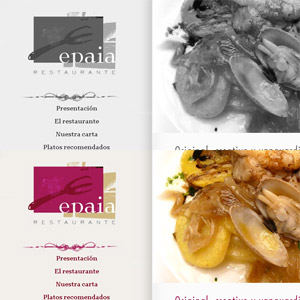 epaia
RESTAURANTE
Presentación
El restaurante
Nuestra carta
Platos recomendados
epaia
RESTAURANTE
Presentación
El restaurante
Nuestra carta
Platos recomendados